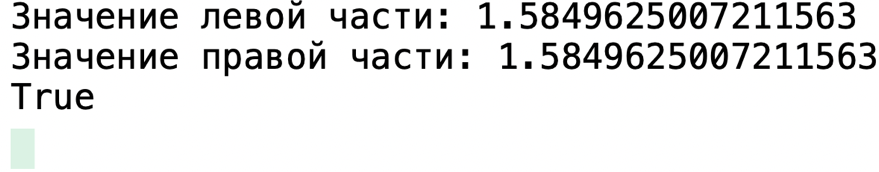 Значение левой части: 1.5849625007211563
Значение правой части: 1.5849625007211563
True